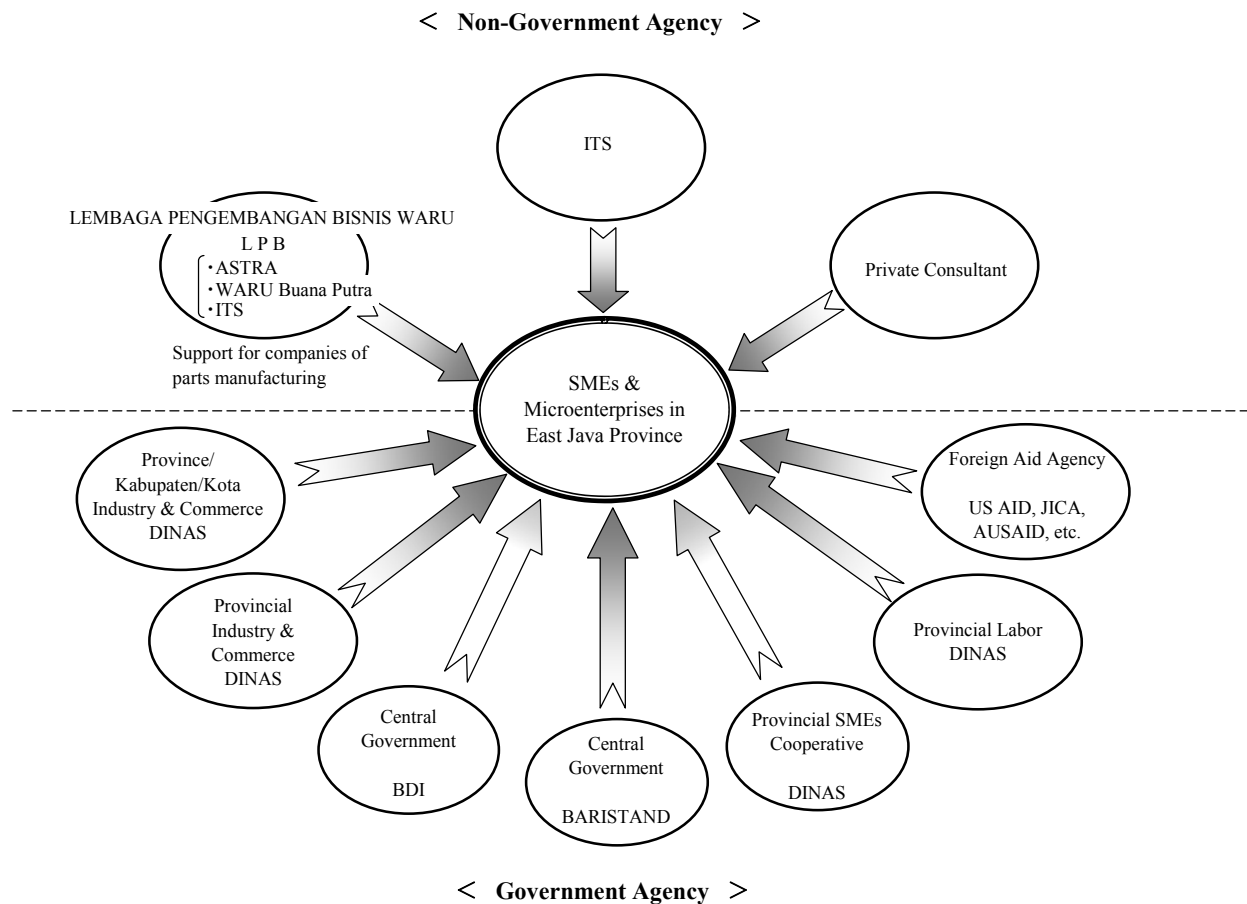 < Non-Government Agency >
ITS
LEMBAGA PENGEMBANGAN BISNIS WARU
L P B
・ASTRA
・WARU Buana Putra
・ITS
Support for companies of
parts manufacturing
Private Consultant
SMEs &
Microenterprises in
East Java Province
Province/
Kabupaten/Kota
Industry & Commerce
DINAS
Foreign Aid Agency
US AID, JICA,
AUSAID, etc.
Provincial
Industry &
Commerce
DINAS
Provincial Labor
DINAS
Central
Government
BDI
Central
Government
BARISTAND
Provincial SMEs
Cooperative
DINAS
< Government Agency >